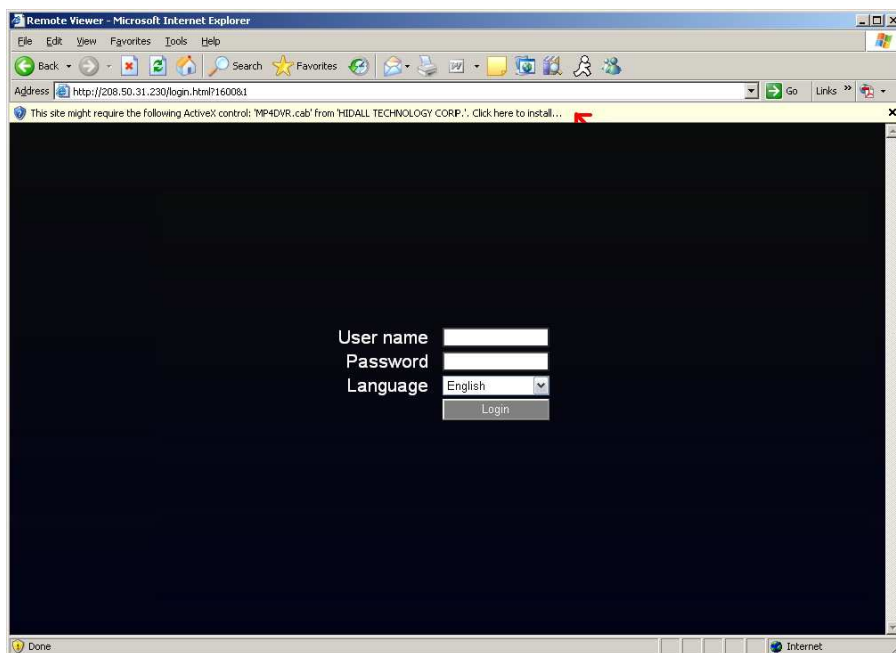 Remote Viewer - Microsoft Internet Explorer
File Edit View Favorites Tools Help
Back Search Favorites
Address http://208.50.31.230/login.html?1600&1 Go Links »
This site might require the following ActiveX control: 'MP4DVR.cab' from 'HIDALL TECHNOLOGY CORP.'. Click here to install...
User name
Password
Language English
Login
Done Internet